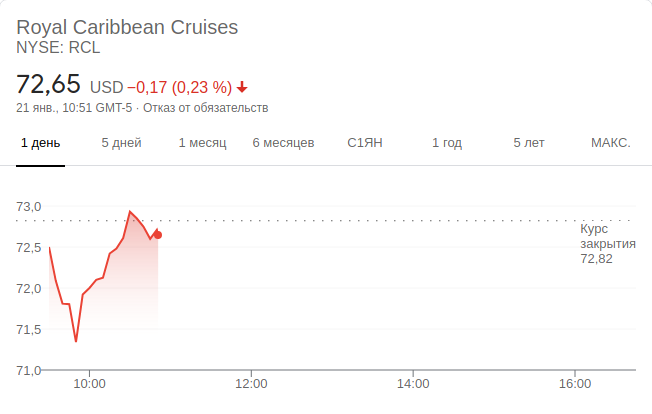 Royal Caribbean Cruises
NYSE: RCL
72,65 USD −0,17 (0,23 %)
21 янв., 10:51 GMT-5 · Отказ от обязательств
1 день 5 дней 1 месяц 6 месяцев С1ЯН 1 год 5 лет МАКС.
73,0
72,5
72,0
71,5
71,0
Курс
закрытия
72,82
10:00 12:00 14:00 16:00